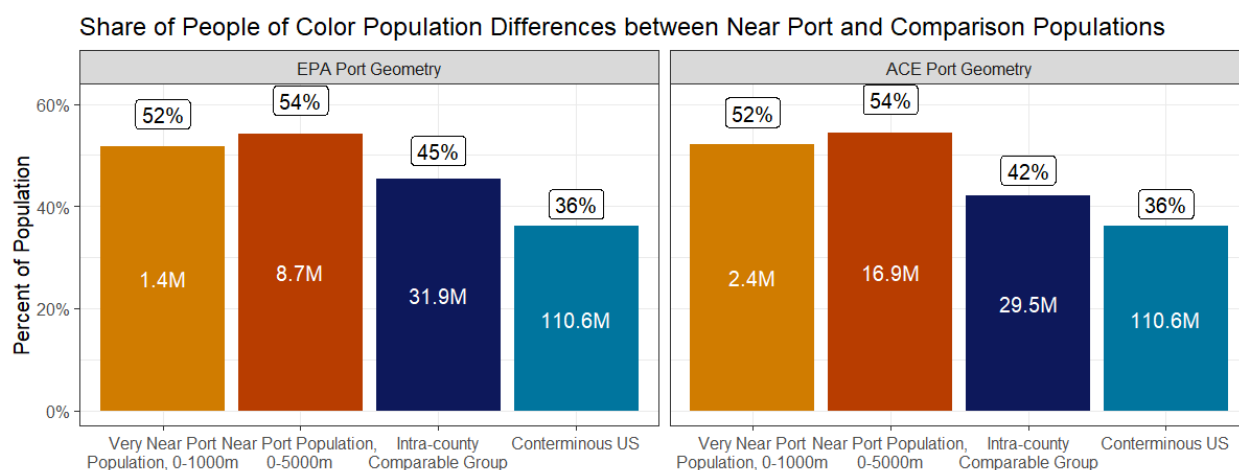 Share of People of Color Population Differences between Near Port and Comparison Populations
EPA Port Geometry
ACE Port Geometry
Percent of Population
60%
40%
20%
0%
52%
54%
45%
36%
1.4M
8.7M
31.9M
110.6M
52%
54%
42%
36%
2.4M
16.9M
29.5M
110.6M
Very Near Port
Population, 0-1000m
Near Port Population,
0-5000m
Intra-county
Comparable Group
Conterminous US
Very Near Port
Population, 0-1000m
Near Port Population,
0-5000m
Intra-county
Comparable Group
Conterminous US